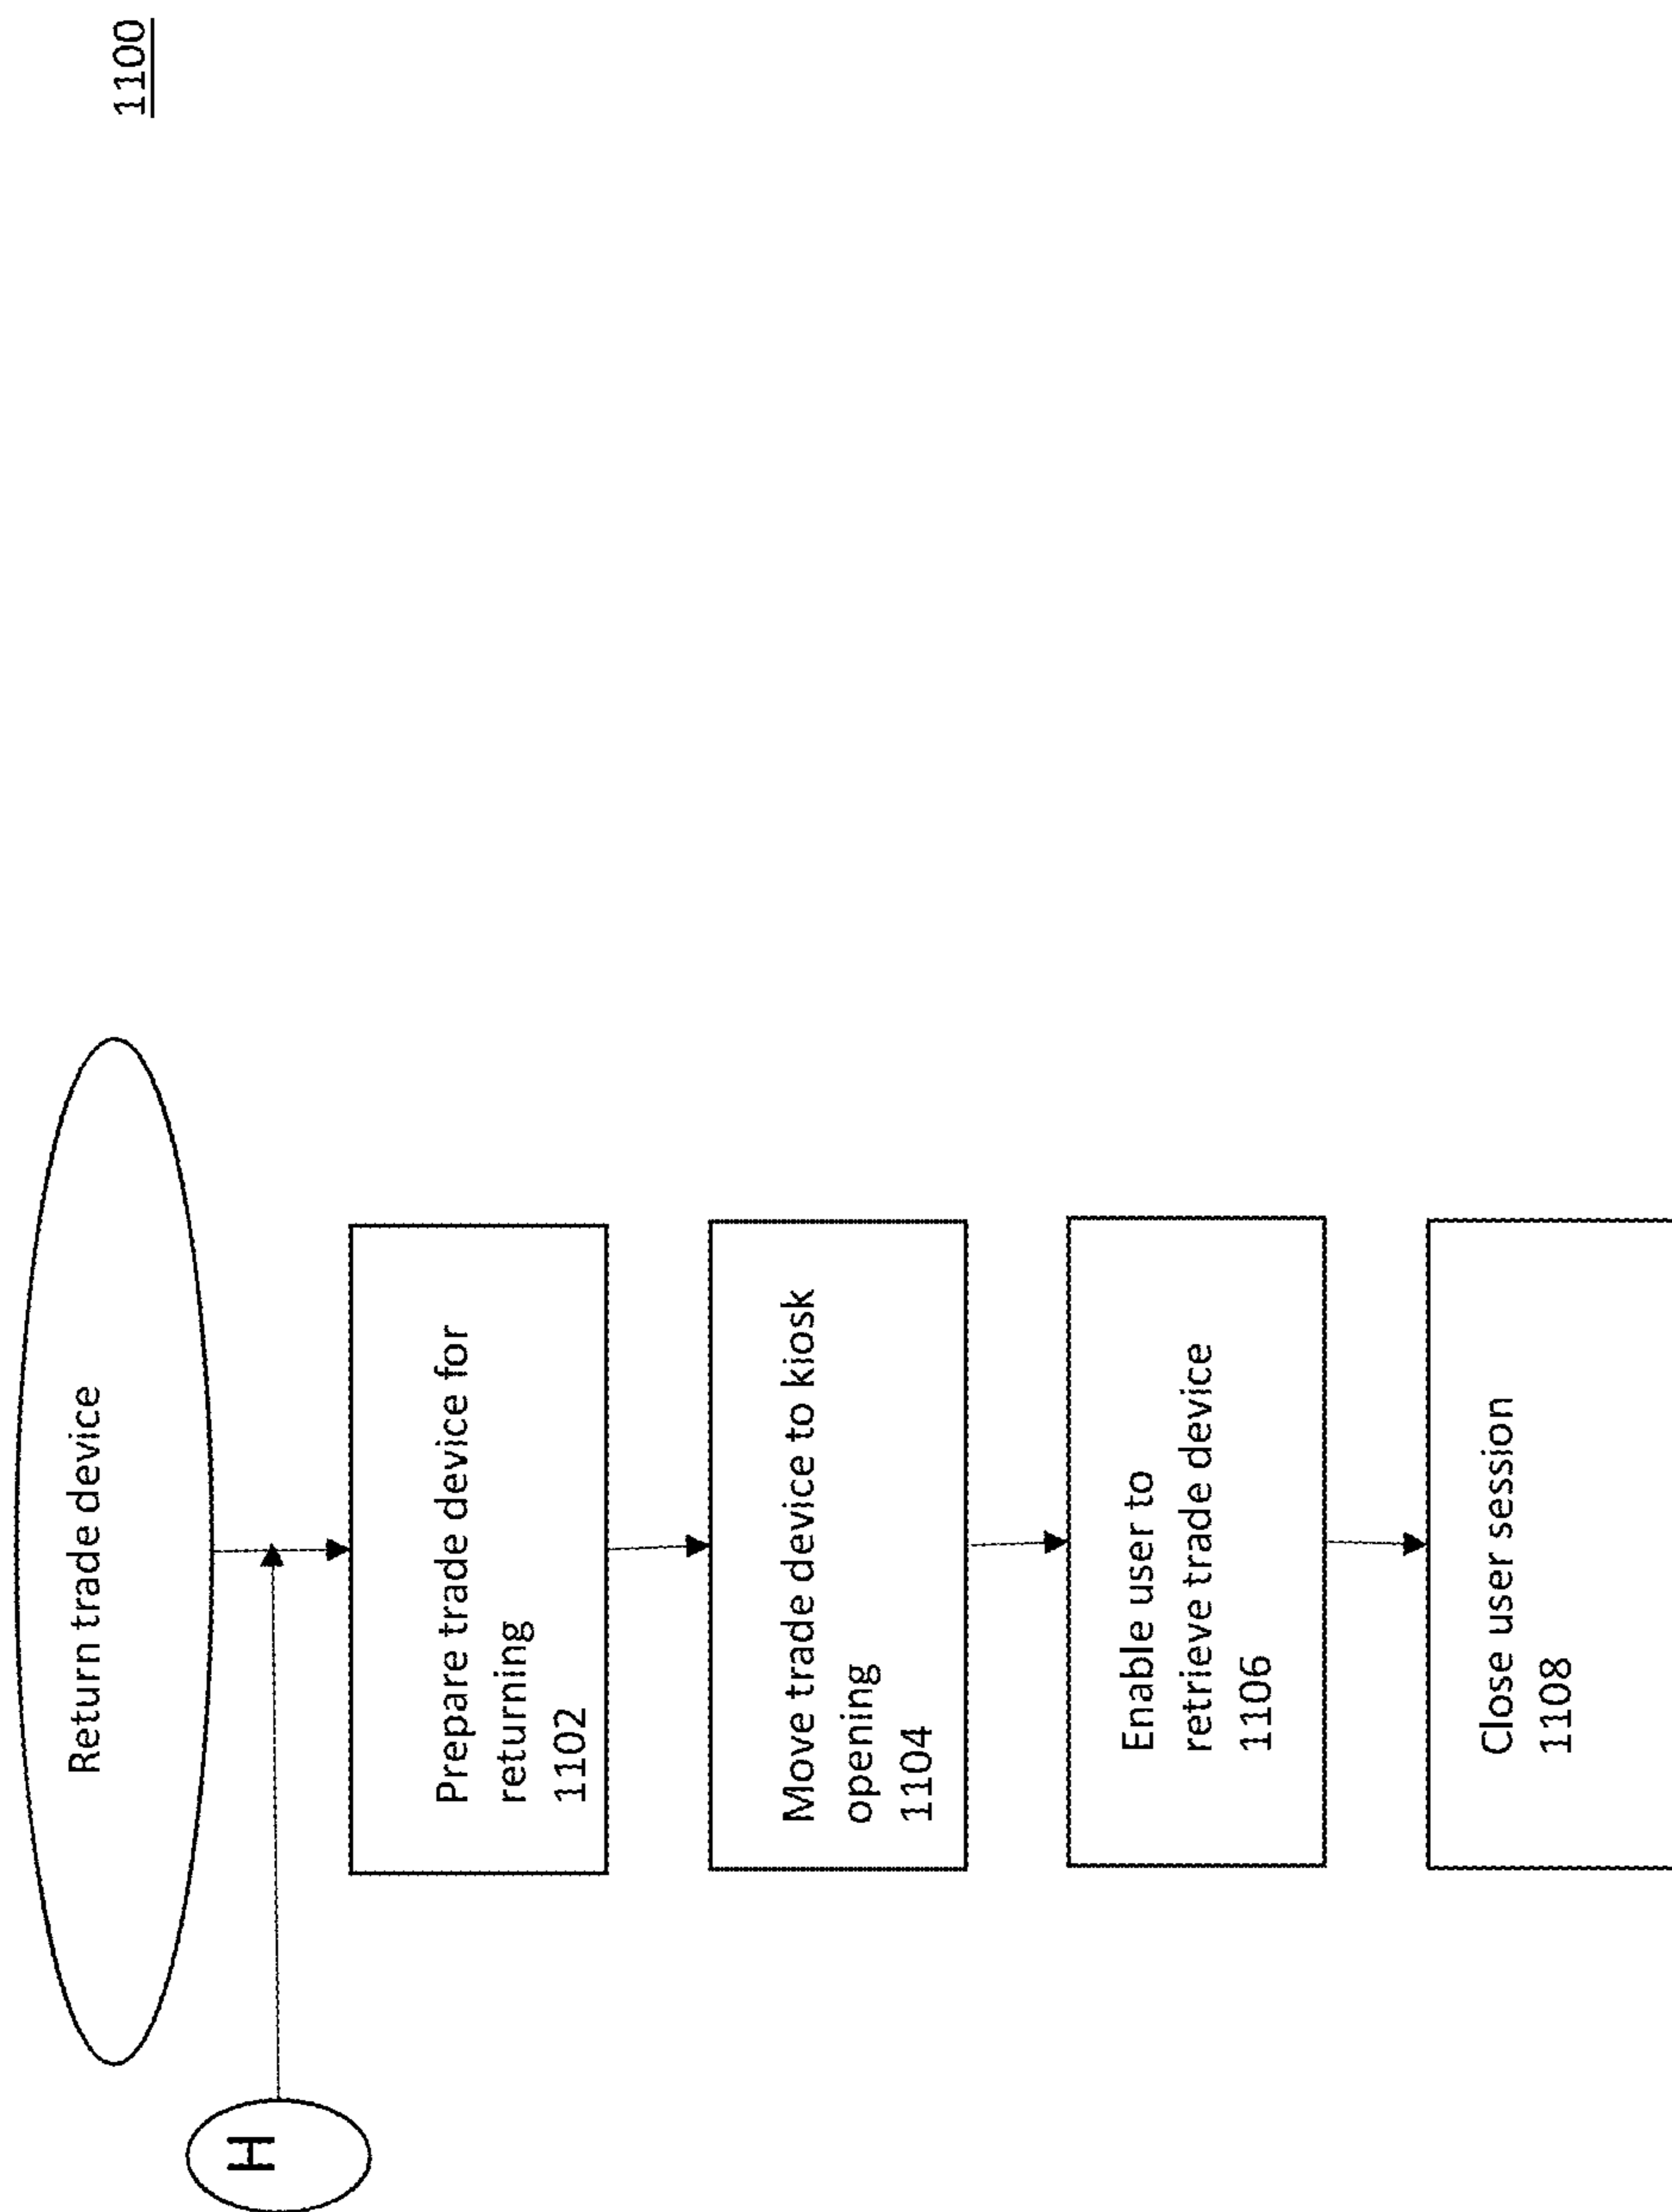 1100
Return trade device
H
Prepare trade device for
returning
1102
Move trade device to kiosk
opening
1104
Enable user to
retrieve trade device
1106
Close user session
1108